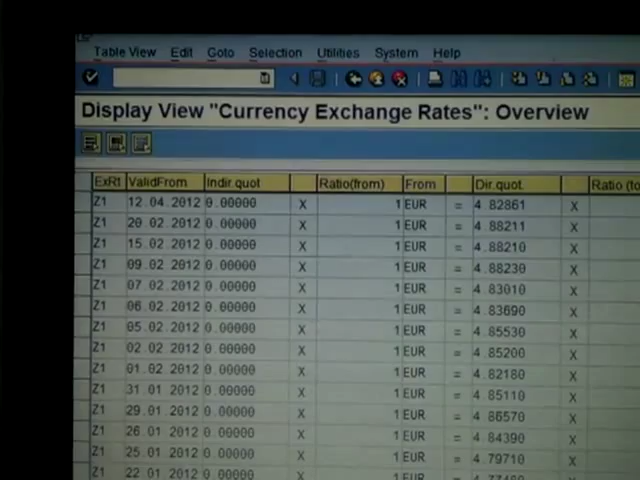 Table View Edit Goto Selection Utilities System Help
Display View "Currency Exchange Rates": Overview
ExRt ValidFrom Indir.quot Ratio(from) From Dir.quot. Ratio (to
Z1 12.04.2012 0.00000 X 1 EUR = 4.82861 X
Z1 20.02.2012 0.00000 X 1 EUR = 4.88211 X
Z1 15.02.2012 0.00000 X 1 EUR = 4.88210 X
Z1 09.02.2012 0.00000 X 1 EUR = 4.88230 X
Z1 07.02.2012 0.00000 X 1 EUR = 4.83010 X
Z1 06.02.2012 0.00000 X 1 EUR = 4.83690 X
Z1 05.02.2012 0.00000 X 1 EUR = 4.85530 X
Z1 02.02.2012 0.00000 X 1 EUR = 4.85200 X
Z1 01.02.2012 0.00000 X 1 EUR = 4.82180 X
Z1 31.01.2012 0.00000 X 1 EUR = 4.85110 X
Z1 29.01.2012 0.00000 X 1 EUR = 4.86570 X
Z1 26.01.2012 0.00000 X 1 EUR = 4.84390 X
Z1 25.01.2012 0.00000 X 1 EUR = 4.79710 X
Z1 22.01.2012 0.00000 X 1 EUR =